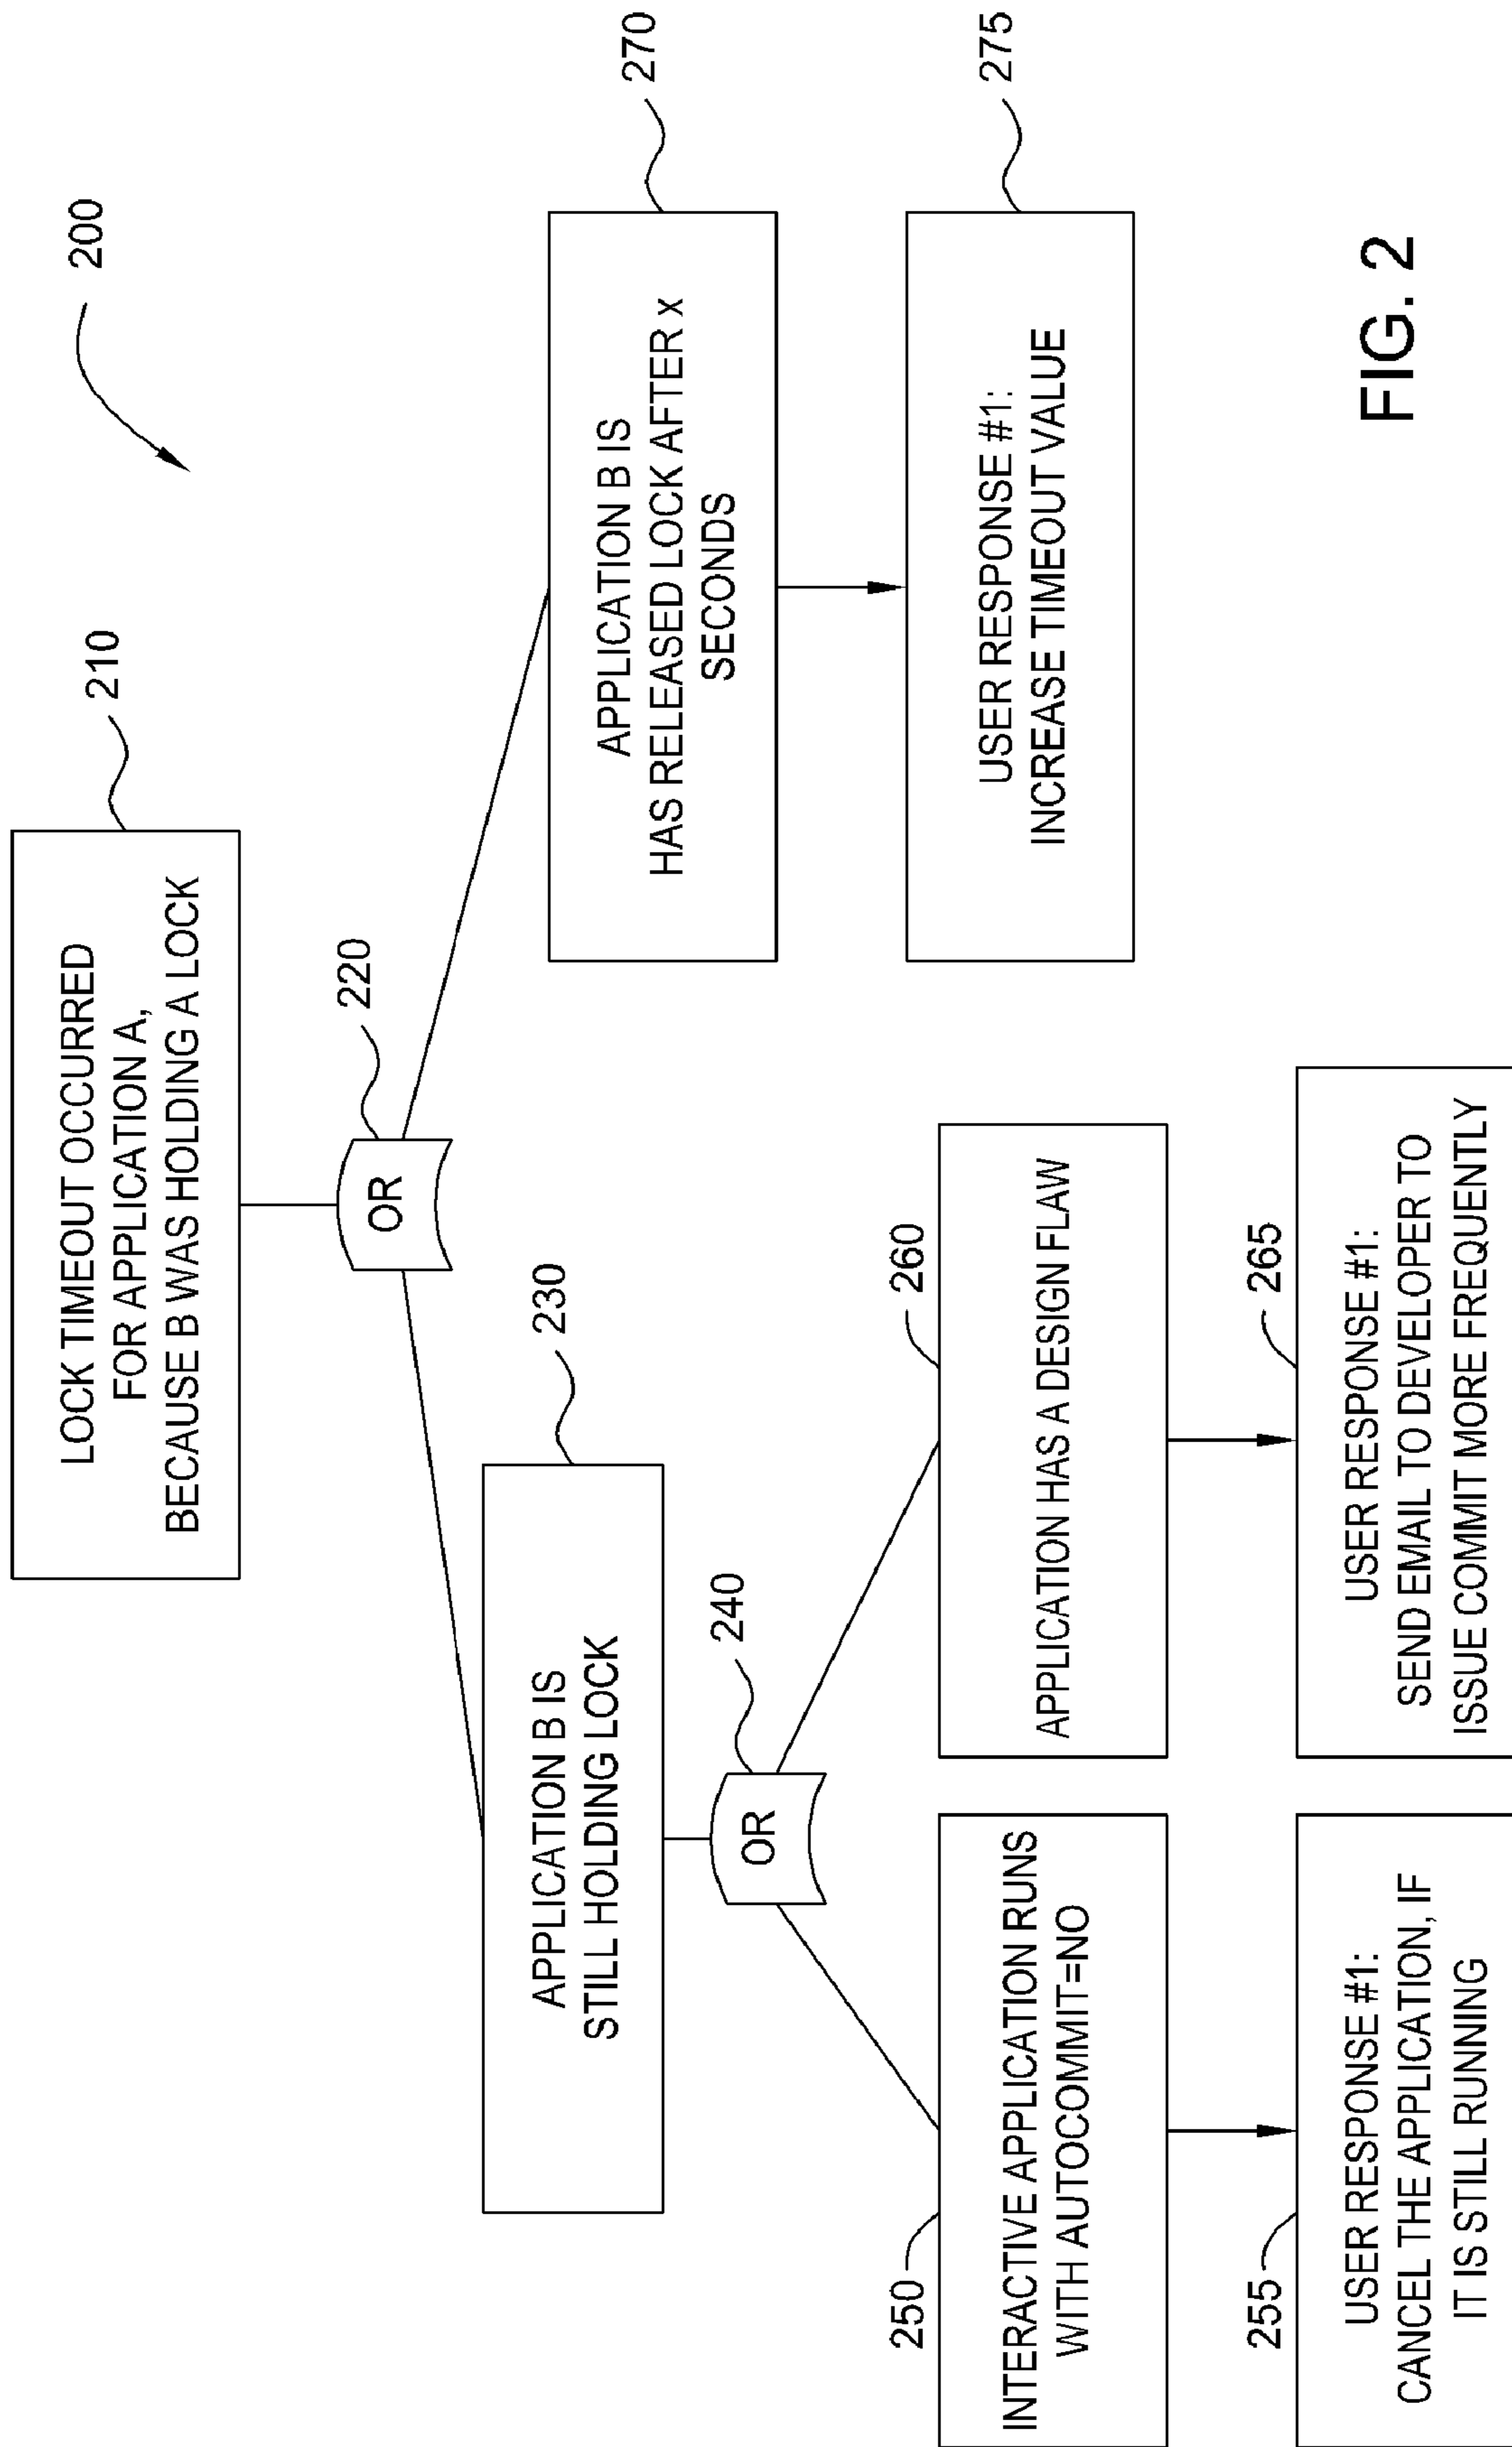 200
210
LOCK TIMEOUT OCCURRED
FOR APPLICATION A,
BECAUSE B WAS HOLDING A LOCK
220
OR
230
APPLICATION B IS
STILL HOLDING LOCK
270
APPLICATION B IS
HAS RELEASED LOCK AFTER x
SECONDS
240
OR
275
USER RESPONSE #1:
INCREASE TIMEOUT VALUE
250
INTERACTIVE APPLICATION RUNS
WITH AUTOCOMMIT=NO
260
APPLICATION HAS A DESIGN FLAW
255
USER RESPONSE #1:
CANCEL THE APPLICATION, IF
IT IS STILL RUNNING
265
USER RESPONSE #1:
SEND EMAIL TO DEVELOPER TO
ISSUE COMMIT MORE FREQUENTLY
FIG. 2